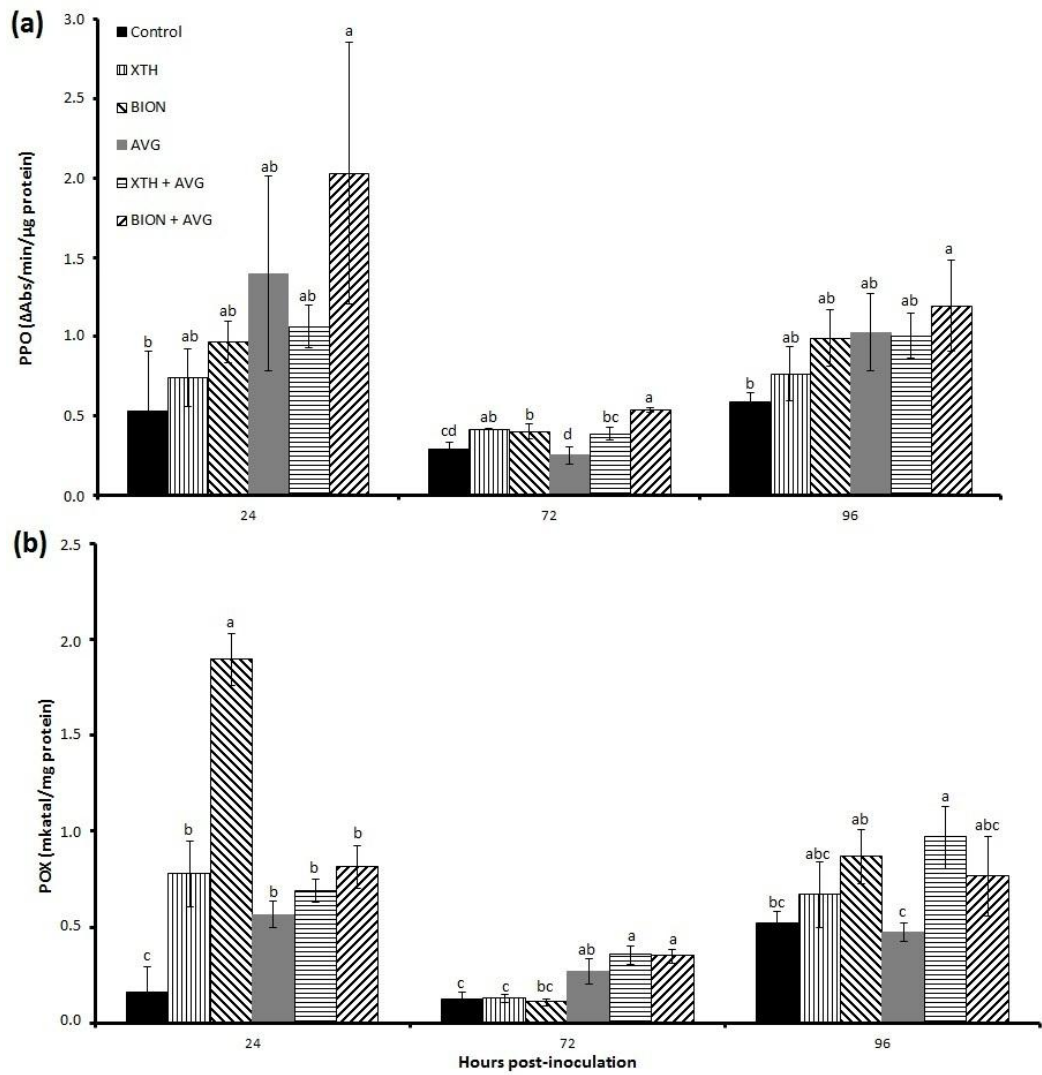 (a)
3.0
2.5
2.0
1.5
1.0
0.5
0.0
PPO (ΔAbs/min/µg protein)
Control
XTH
BION
AVG
XTH + AVG
BION + AVG
b ab ab ab ab a
cd ab b d bc a
b ab ab ab ab a
24 72 96
(b)
2.5
2.0
1.5
1.0
0.5
0.0
POX (mkatal/mg protein)
c b a b b b
c c bc ab a a
bc abc ab c a abc
24 72 96
Hours post-inoculation